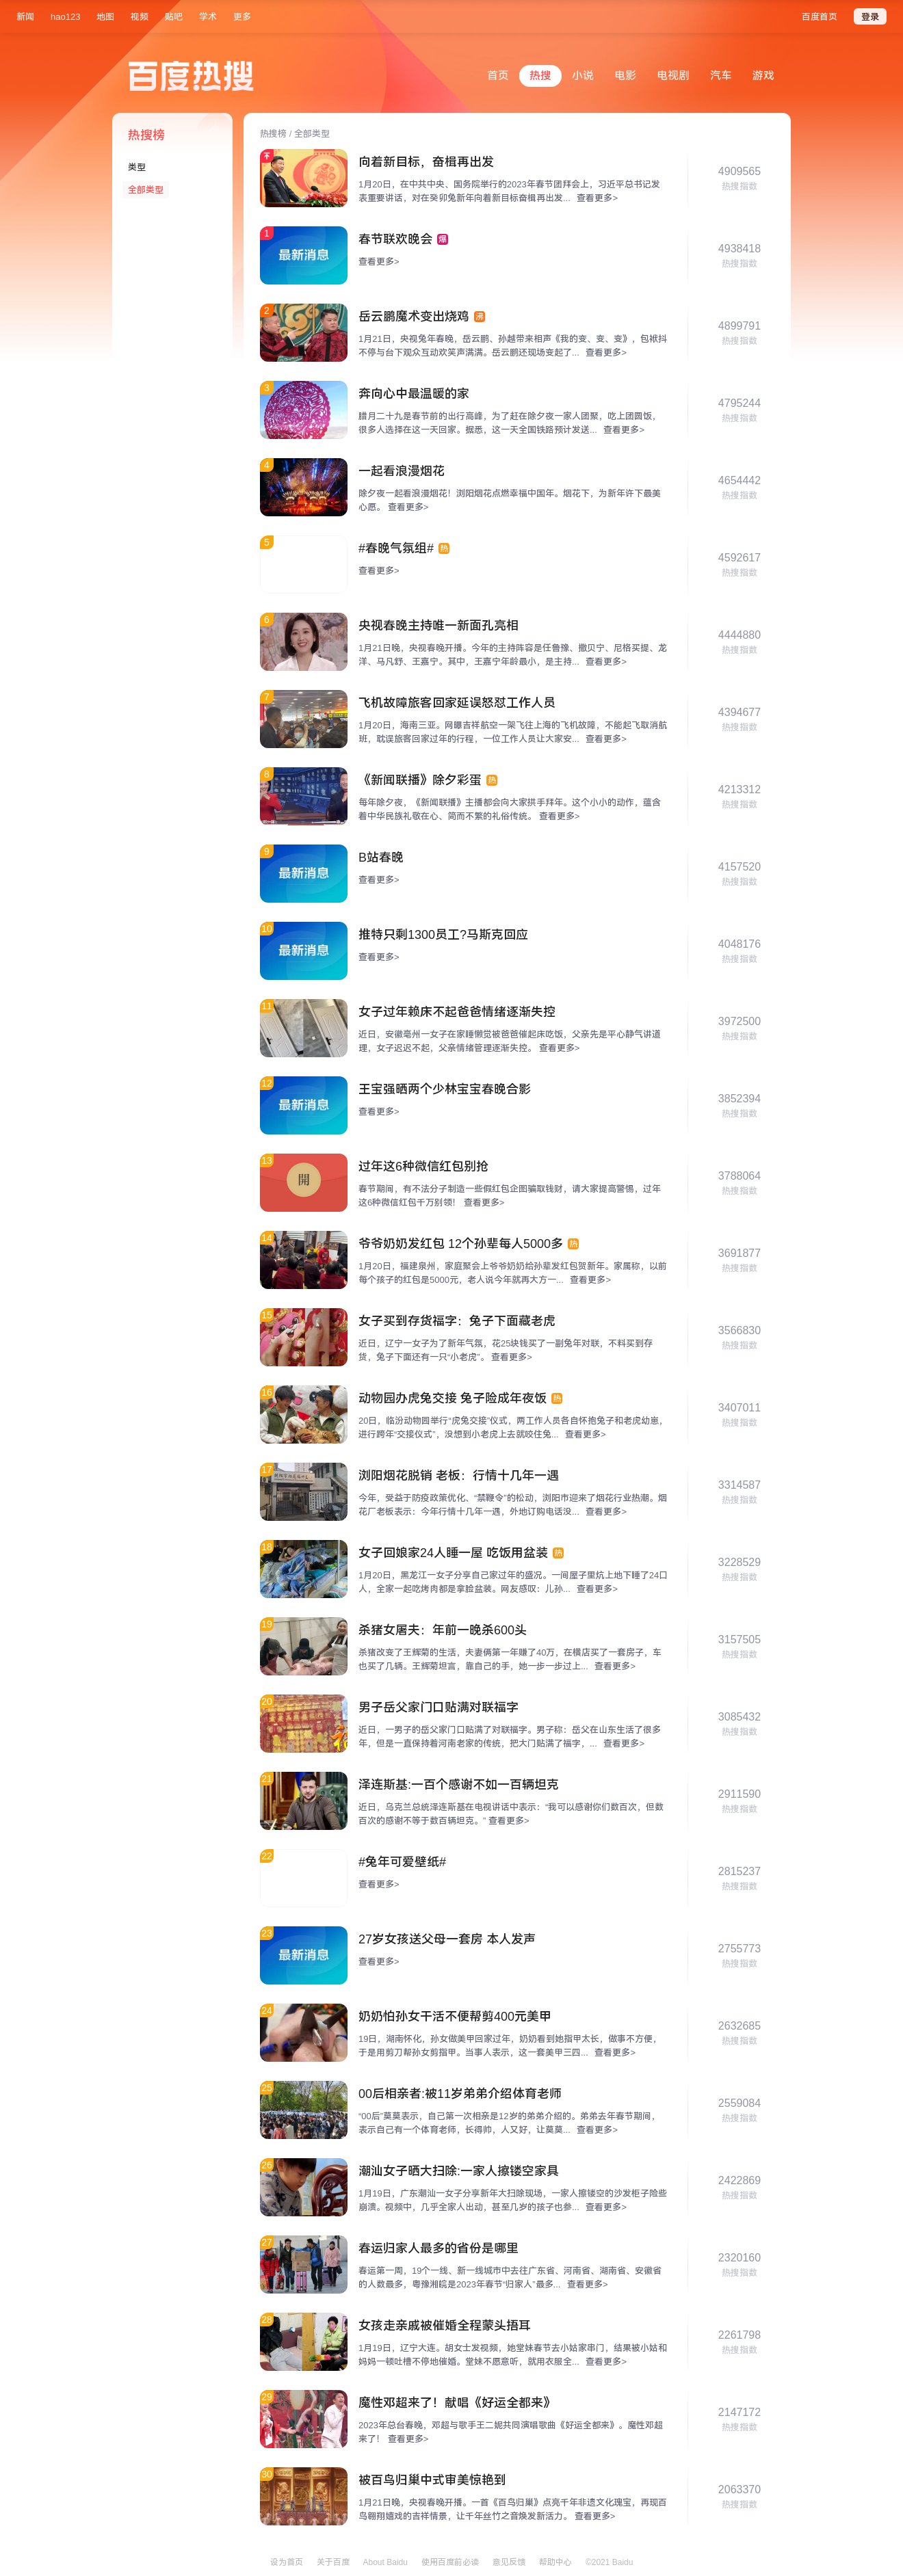 新闻
hao123
地图
视频
贴吧
学术
更多
百度首页
登录
百度热搜
首页
热搜
小说
电影
电视剧
汽车
游戏
热搜榜
类型
全部类型
热搜榜 / 全部类型
向着新目标，奋楫再出发
1月20日，在中共中央、国务院举行的2023年春节团拜会上，习近平总书记发
表重要讲话，对在癸卯兔新年向着新目标奋楫再出发... 查看更多>
4909565
热搜指数
1
最新消息
春节联欢晚会 爆
查看更多>
4938418
热搜指数
2
岳云鹏魔术变出烧鸡 沸
1月21日，央视兔年春晚，岳云鹏、孙越带来相声《我的变、变、变》，包袱抖
不停与台下观众互动欢笑声满满。岳云鹏还现场变起了... 查看更多>
4899791
热搜指数
3
奔向心中最温暖的家
腊月二十九是春节前的出行高峰，为了赶在除夕夜一家人团聚，吃上团圆饭，
很多人选择在这一天回家。据悉，这一天全国铁路预计发送... 查看更多>
4795244
热搜指数
4
一起看浪漫烟花
除夕夜一起看浪漫烟花！浏阳烟花点燃幸福中国年。烟花下，为新年许下最美
心愿。 查看更多>
4654442
热搜指数
5
#春晚气氛组# 热
查看更多>
4592617
热搜指数
6
央视春晚主持唯一新面孔亮相
1月21日晚，央视春晚开播。今年的主持阵容是任鲁豫、撒贝宁、尼格买提、龙
洋、马凡舒、王嘉宁。其中，王嘉宁年龄最小，是主持... 查看更多>
4444880
热搜指数
7
飞机故障旅客回家延误怒怼工作人员
1月20日，海南三亚。网曝吉祥航空一架飞往上海的飞机故障，不能起飞取消航
班，耽误旅客回家过年的行程，一位工作人员让大家安... 查看更多>
4394677
热搜指数
8
《新闻联播》除夕彩蛋 热
每年除夕夜，《新闻联播》主播都会向大家拱手拜年。这个小小的动作，蕴含
着中华民族礼敬在心、简而不繁的礼俗传统。 查看更多>
4213312
热搜指数
9
最新消息
B站春晚
查看更多>
4157520
热搜指数
10
最新消息
推特只剩1300员工?马斯克回应
查看更多>
4048176
热搜指数
11
女子过年赖床不起爸爸情绪逐渐失控
近日，安徽亳州一女子在家睡懒觉被爸爸催起床吃饭，父亲先是平心静气讲道
理，女子迟迟不起，父亲情绪管理逐渐失控。 查看更多>
3972500
热搜指数
12
最新消息
王宝强晒两个少林宝宝春晚合影
查看更多>
3852394
热搜指数
13
開
过年这6种微信红包别抢
春节期间，有不法分子制造一些假红包企图骗取钱财，请大家提高警惕，过年
这6种微信红包千万别领！ 查看更多>
3788064
热搜指数
14
爷爷奶奶发红包 12个孙辈每人5000多 热
1月20日，福建泉州，家庭聚会上爷爷奶奶给孙辈发红包贺新年。家属称，以前
每个孩子的红包是5000元，老人说今年就再大方一... 查看更多>
3691877
热搜指数
15
女子买到存货福字：兔子下面藏老虎
近日，辽宁一女子为了新年气氛，花25块钱买了一副兔年对联，不料买到存
货，兔子下面还有一只“小老虎”。 查看更多>
3566830
热搜指数
16
动物园办虎兔交接 兔子险成年夜饭 热
20日，临汾动物园举行“虎兔交接”仪式，两工作人员各自怀抱兔子和老虎幼崽，
进行跨年“交接仪式”，没想到小老虎上去就咬住兔... 查看更多>
3407011
热搜指数
17
浏阳烟花脱销 老板：行情十几年一遇
今年，受益于防疫政策优化、“禁鞭令”的松动，浏阳市迎来了烟花行业热潮。烟
花厂老板表示：今年行情十几年一遇，外地订购电话没... 查看更多>
3314587
热搜指数
18
女子回娘家24人睡一屋 吃饭用盆装 热
1月20日，黑龙江一女子分享自己家过年的盛况。一间屋子里炕上地下睡了24口
人，全家一起吃烤肉都是拿脸盆装。网友感叹：儿孙... 查看更多>
3228529
热搜指数
19
杀猪女屠夫：年前一晚杀600头
杀猪改变了王辉菊的生活，夫妻俩第一年赚了40万，在横店买了一套房子，车
也买了几辆。王辉菊坦言，靠自己的手，她一步一步过上... 查看更多>
3157505
热搜指数
20
男子岳父家门口贴满对联福字
近日，一男子的岳父家门口贴满了对联福字。男子称：岳父在山东生活了很多
年，但是一直保持着河南老家的传统，把大门贴满了福字，... 查看更多>
3085432
热搜指数
21
泽连斯基:一百个感谢不如一百辆坦克
近日，乌克兰总统泽连斯基在电视讲话中表示：“我可以感谢你们数百次，但数
百次的感谢不等于数百辆坦克。” 查看更多>
2911590
热搜指数
22
#兔年可爱壁纸#
查看更多>
2815237
热搜指数
23
最新消息
27岁女孩送父母一套房 本人发声
查看更多>
2755773
热搜指数
24
奶奶怕孙女干活不便帮剪400元美甲
19日，湖南怀化，孙女做美甲回家过年，奶奶看到她指甲太长，做事不方便，
于是用剪刀帮孙女剪指甲。当事人表示，这一套美甲三四... 查看更多>
2632685
热搜指数
25
00后相亲者:被11岁弟弟介绍体育老师
“00后”莫莫表示，自己第一次相亲是12岁的弟弟介绍的。弟弟去年春节期间，
表示自己有一个体育老师，长得帅，人又好，让莫莫... 查看更多>
2559084
热搜指数
26
潮汕女子晒大扫除:一家人擦镂空家具
1月19日，广东潮汕一女子分享新年大扫除现场，一家人擦镂空的沙发柜子险些
崩溃。视频中，几乎全家人出动，甚至几岁的孩子也参... 查看更多>
2422869
热搜指数
27
春运归家人最多的省份是哪里
春运第一周，19个一线、新一线城市中去往广东省、河南省、湖南省、安徽省
的人数最多，粤豫湘皖是2023年春节“归家人”最多... 查看更多>
2320160
热搜指数
28
女孩走亲戚被催婚全程蒙头捂耳
1月19日，辽宁大连。胡女士发视频，她堂妹春节去小姑家串门，结果被小姑和
妈妈一顿吐槽不停地催婚。堂妹不愿意听，就用衣服全... 查看更多>
2261798
热搜指数
29
魔性邓超来了！献唱《好运全都来》
2023年总台春晚，邓超与歌手王二妮共同演唱歌曲《好运全都来》。魔性邓超
来了！ 查看更多>
2147172
热搜指数
30
被百鸟归巢中式审美惊艳到
1月21日晚，央视春晚开播。一首《百鸟归巢》点亮千年非遗文化瑰宝，再现百
鸟翱翔嬉戏的吉祥情景，让千年丝竹之音焕发新活力。 查看更多>
2063370
热搜指数
设为首页
关于百度
About Baidu
使用百度前必读
意见反馈
帮助中心
©2021 Baidu